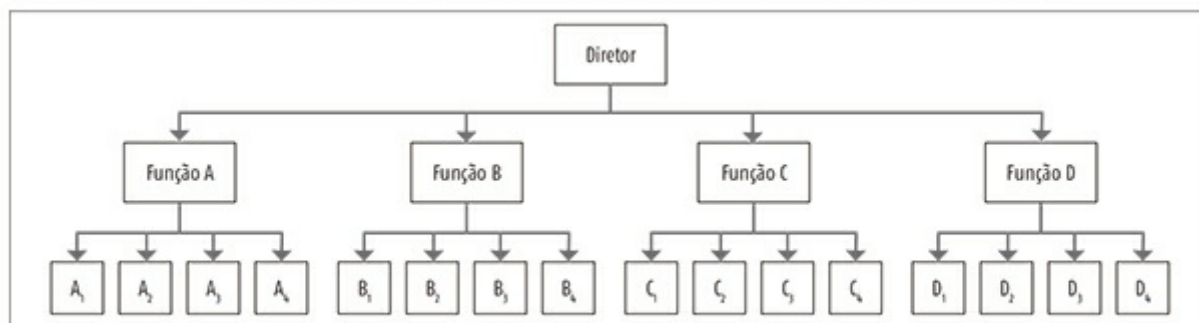 Diretor
Função A Função B Função C Função D
A₁ A₂ A₃ A₄ B₁ B₂ B₃ B₄ C₁ C₂ C₃ C₄ D₁ D₂ D₃ D₄